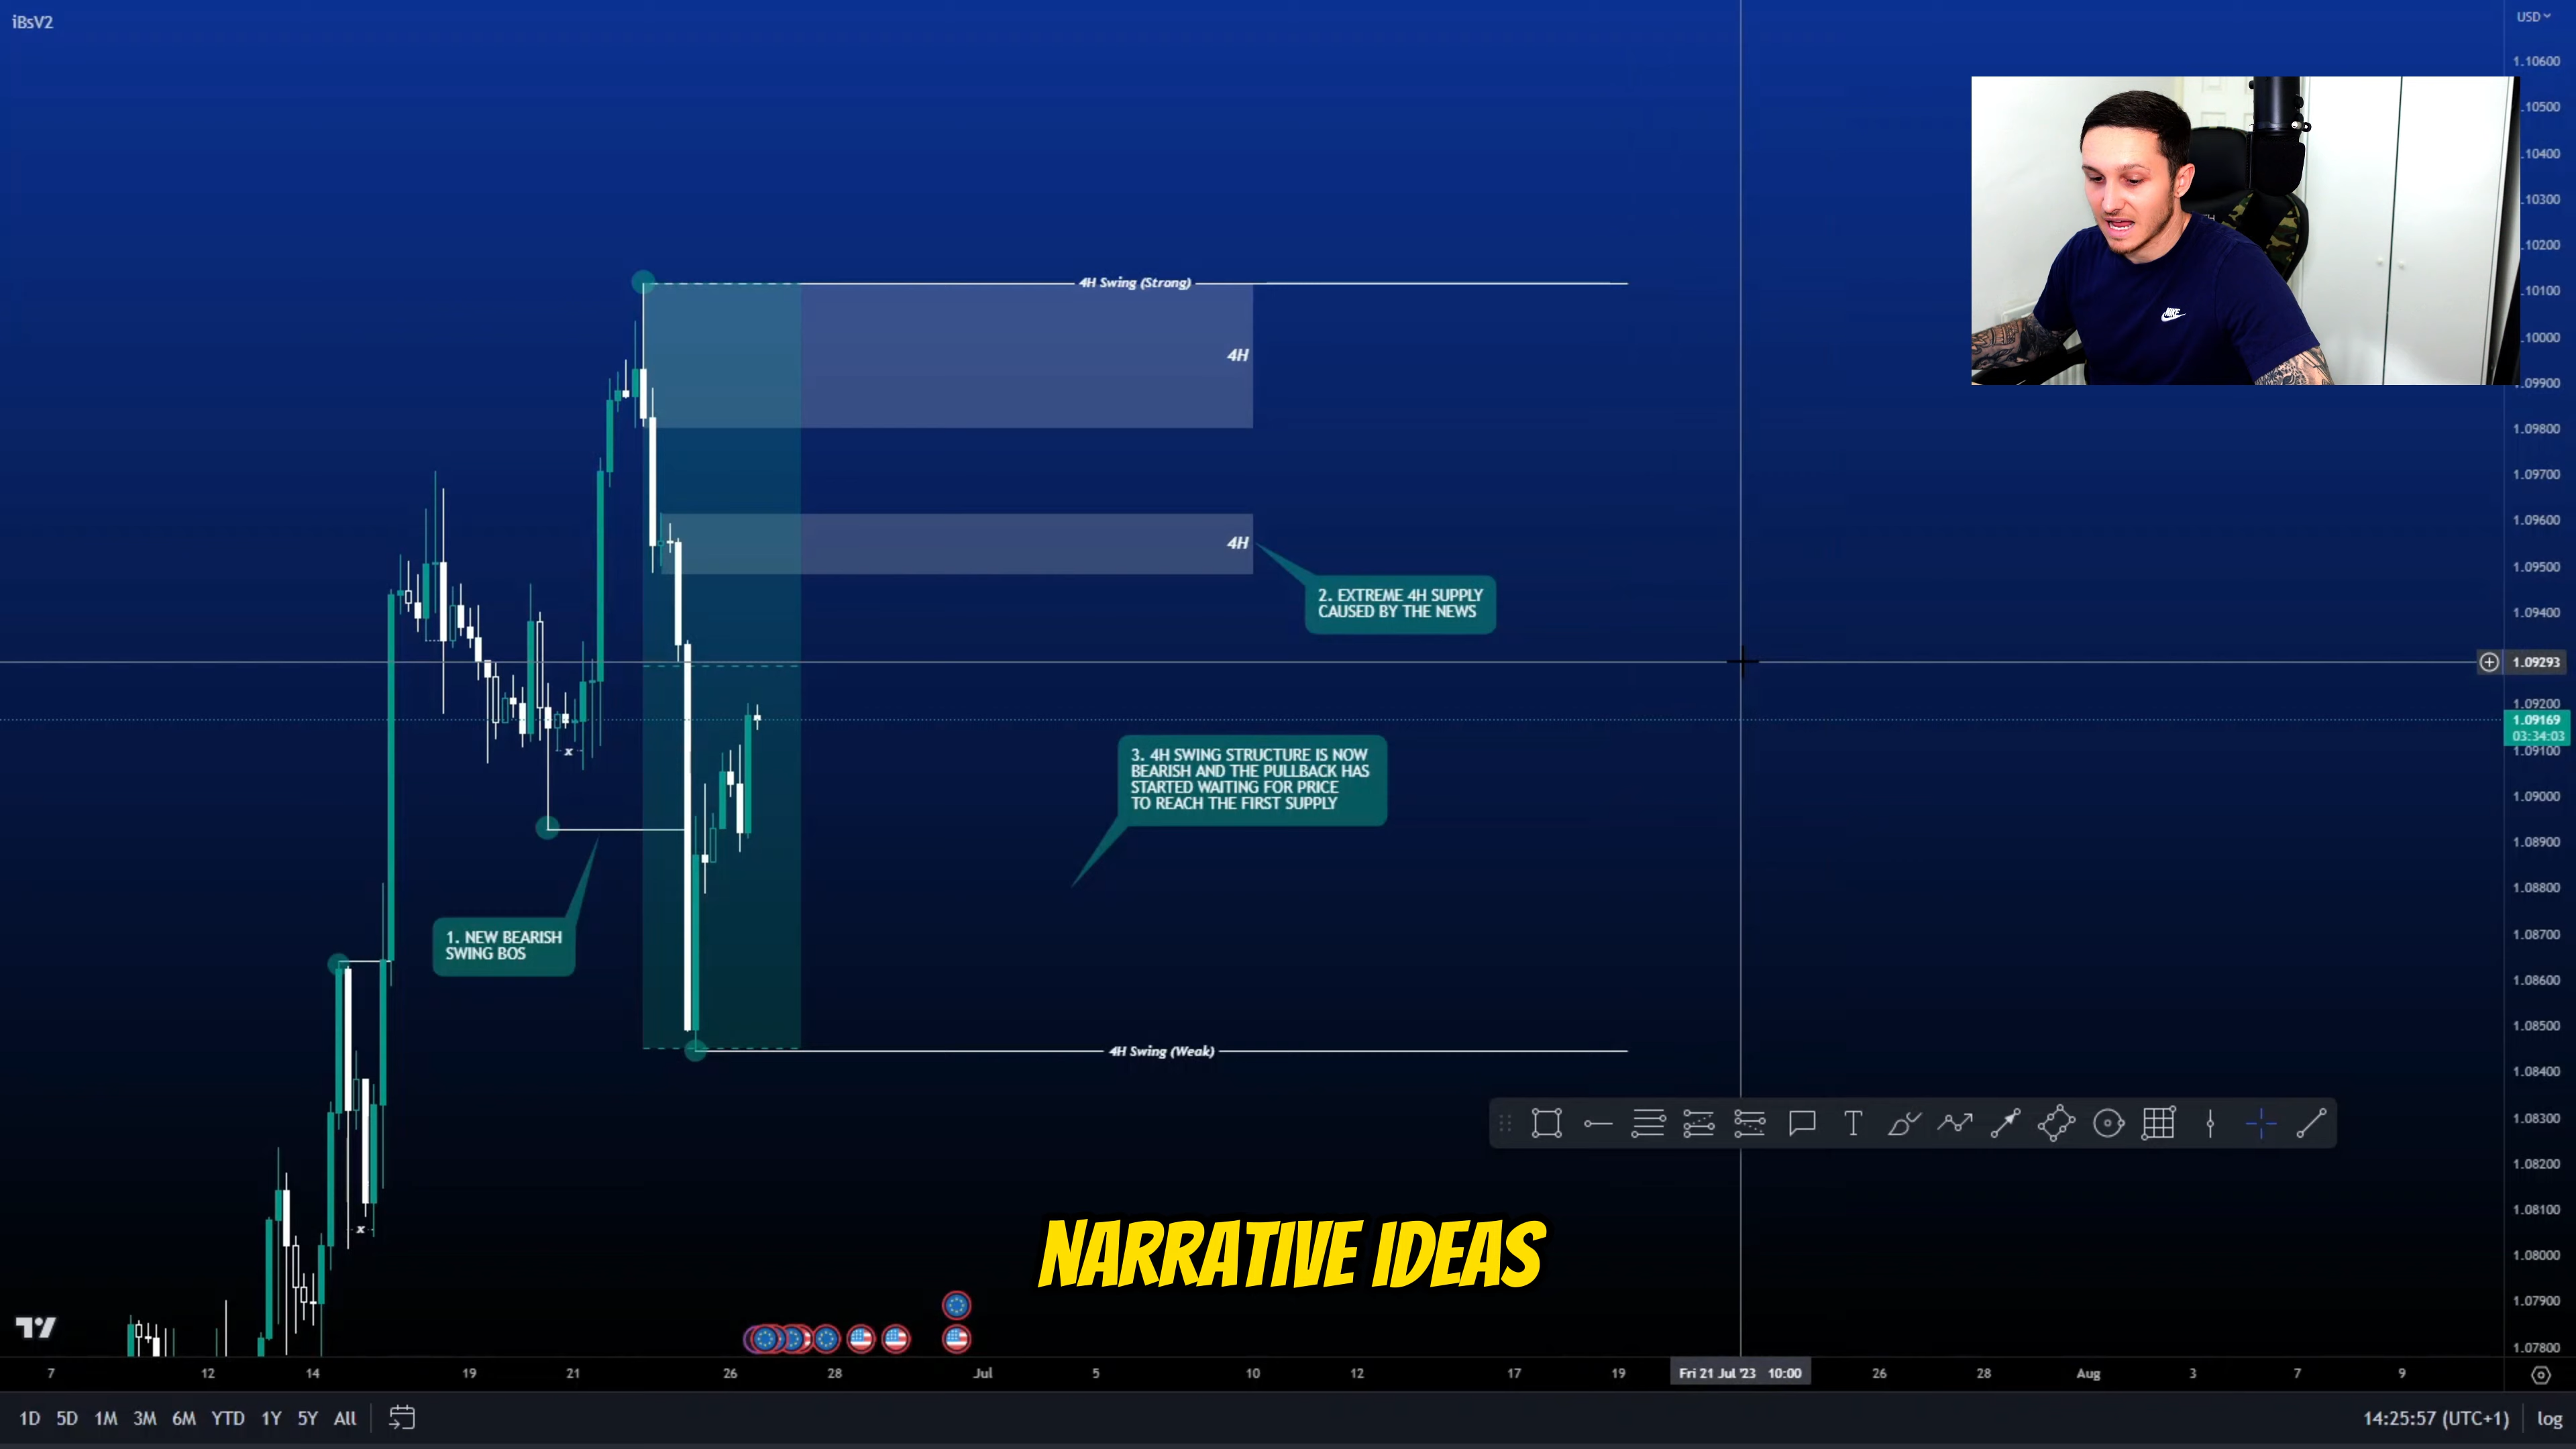 iBsV2
USD
1.10600
.10500
.10400
.10300
.10200
4H Swing (Strong)
.10100
.10000
4H
.09900
1.09800
1.09700
1.09600
4H
1.09500
2. EXTREME 4H SUPPLY
CAUSED BY THE NEWS
1.09400
1.09293
1.09200
1.09169
03:34:03
1.09100
x
3. 4H SWING STRUCTURE IS NOW
BEARISH AND THE PULLBACK HAS
STARTED WAITING FOR PRICE
TO REACH THE FIRST SUPPLY
1.09000
1.08900
1.08800
1. NEW BEARISH
SWING BOS
1.08700
1.08600
1.08500
4H Swing (Weak)
1.08400
1.08300
1.08200
1.08100
x
1.08000
NARRATIVE IDEAS
1.07900
1.07800
7 12 14 19 21 26 28 Jul 5 10 12 17 19 Fri 21 Jul '23 10:00 26 28 Aug 3 7 9
1D 5D 1M 3M 6M YTD 1Y 5Y All
14:25:57 (UTC+1) log
NIKE